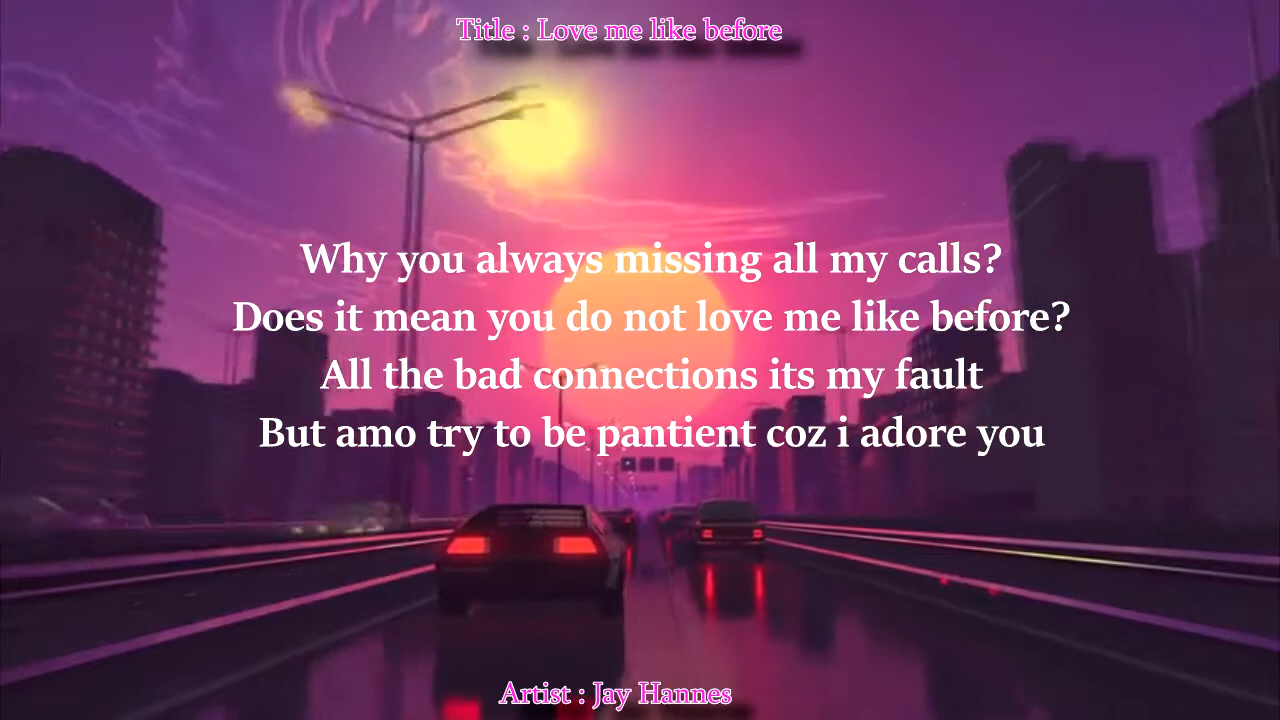 Title : Love me like before
Why you always missing all my calls?
Does it mean you do not love me like before?
All the bad connections its my fault
But amo try to be pantient coz i adore you
Artist : Jay Hannes